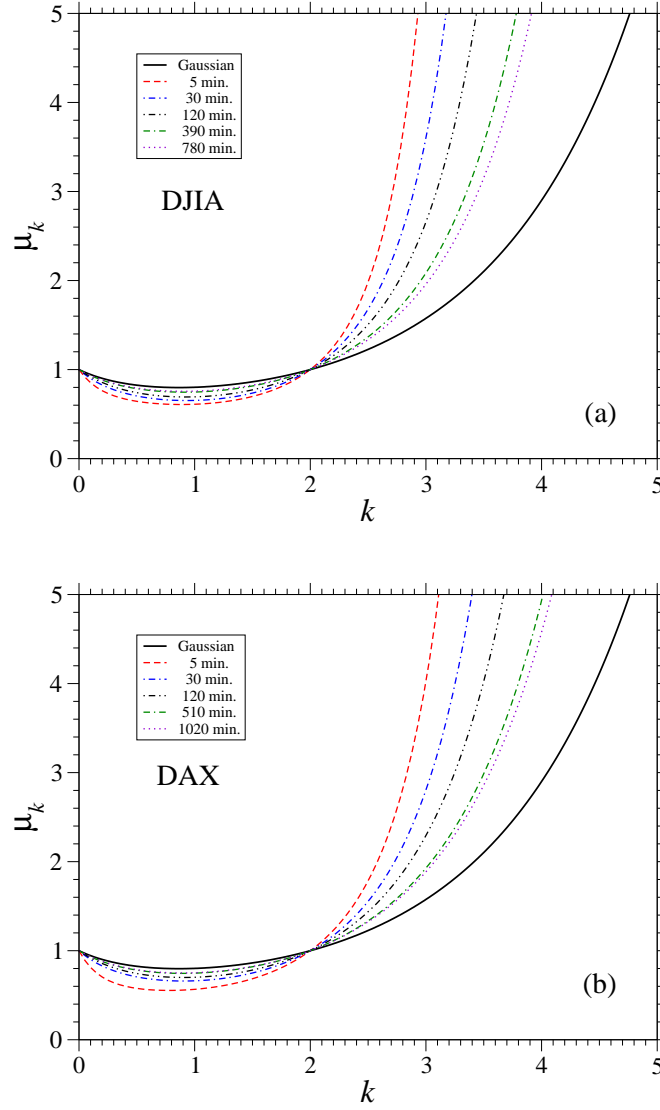 5
Gaussian
5 min.
30 min.
120 min.
390 min.
780 min.
4
DJIA
3
μk
2
1
(a)
0
0 1 2 3 4 5
k
5
Gaussian
5 min.
30 min.
120 min.
510 min.
1020 min.
4
3
DAX
μk
2
1
(b)
0
0 1 2 3 4 5
k